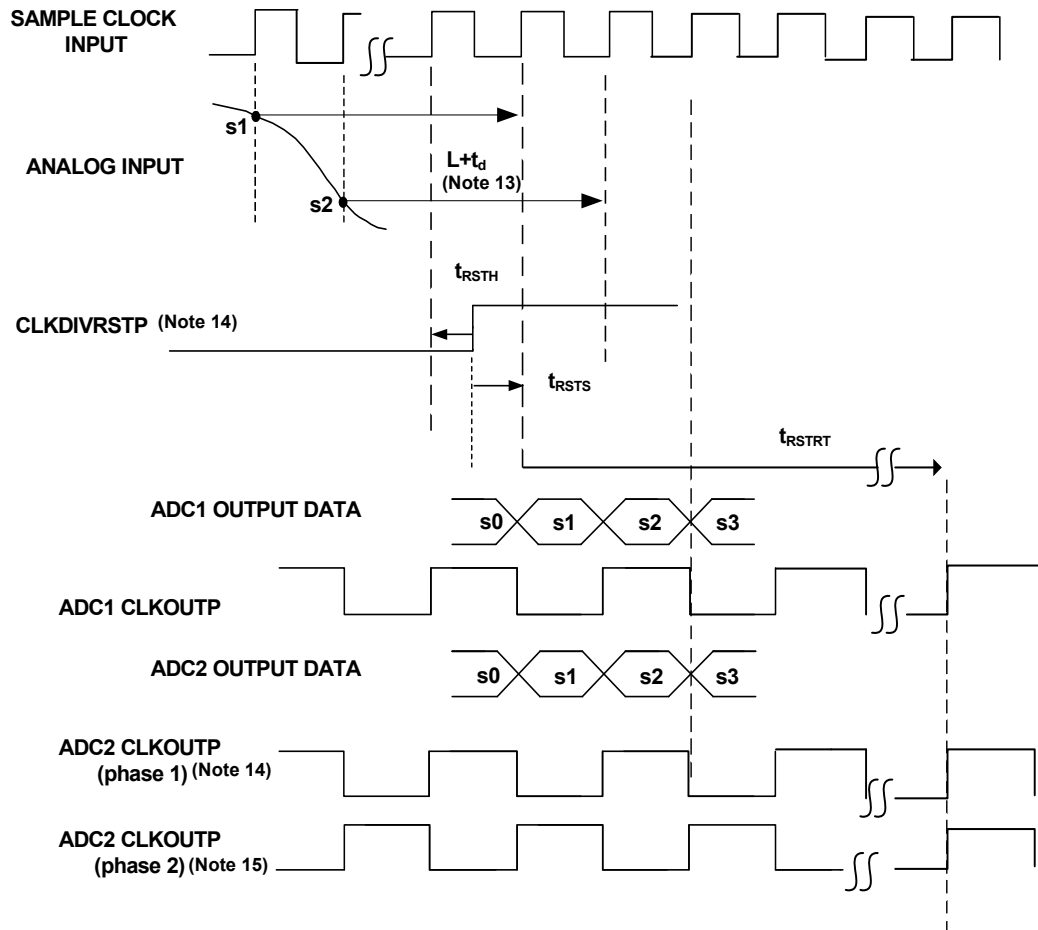 SAMPLE CLOCK
INPUT
s1
ANALOG INPUT
L+td
(Note 13)
s2
tRSTH
CLKDIVRSTP (Note 14)
tRSTS
tRSTRT
ADC1 OUTPUT DATA
s0 s1 s2 s3
ADC1 CLKOUTP
ADC2 OUTPUT DATA
s0 s1 s2 s3
ADC2 CLKOUTP
(phase 1) (Note 14)
ADC2 CLKOUTP
(phase 2) (Note 15)